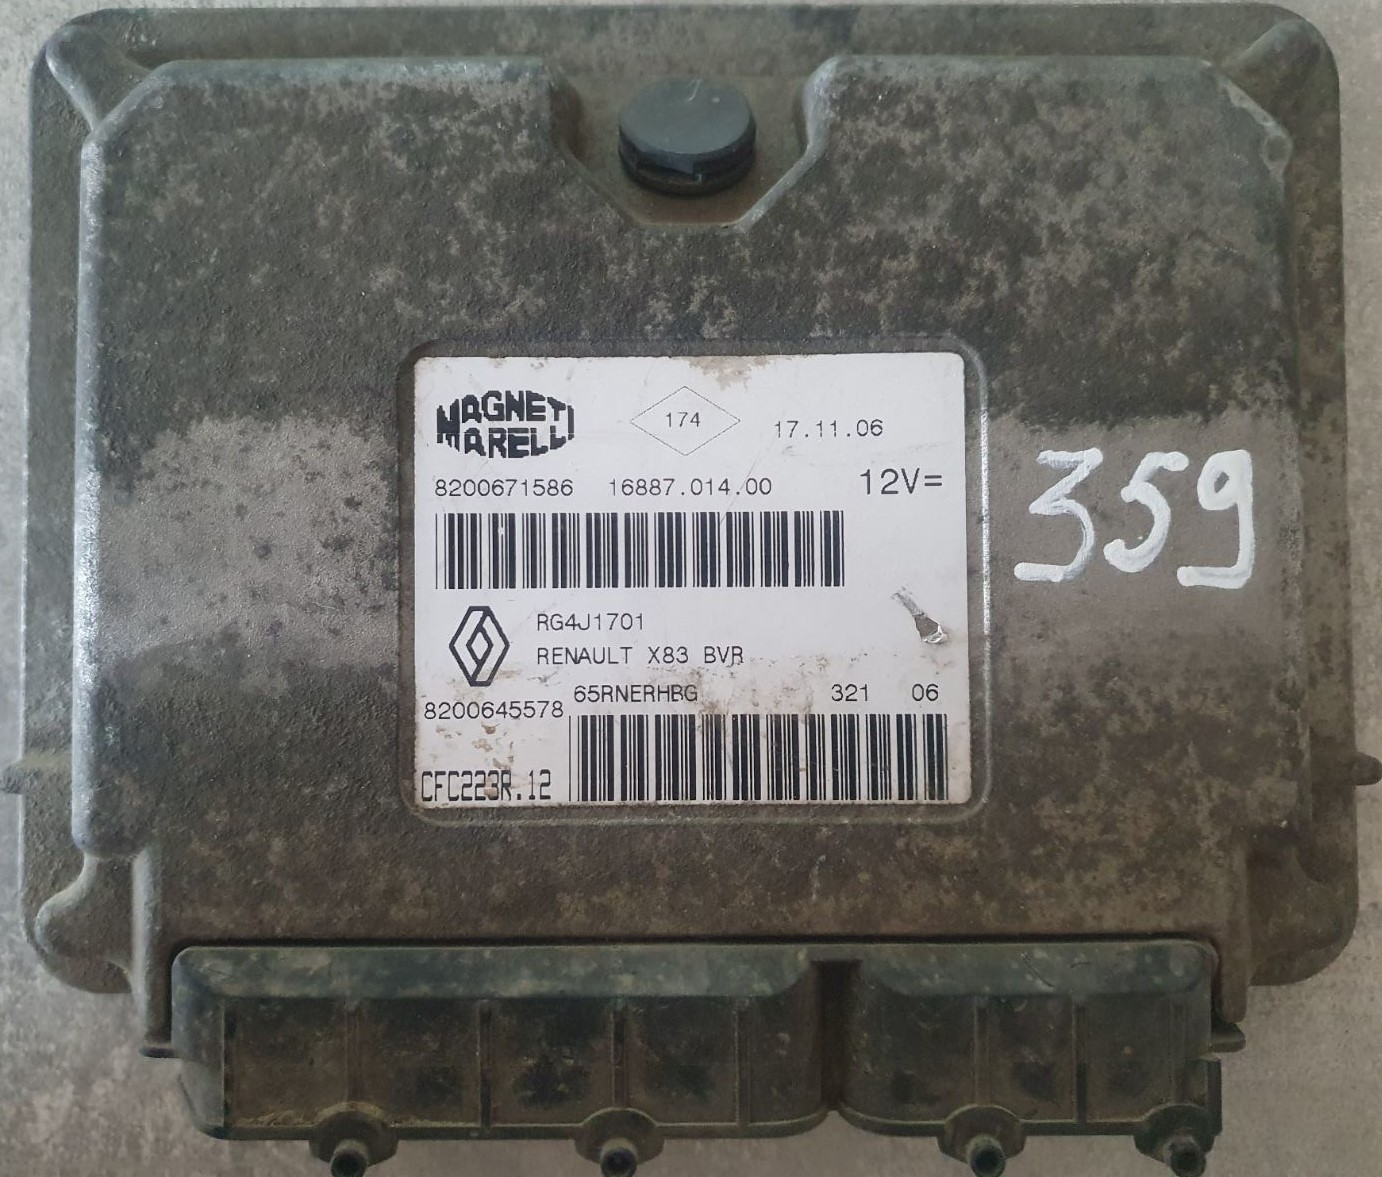 MAGNETI
MARELLI
174
17.11.06
8200671586 16887.014.00 12V=
359
RG4J1701
RENAULT X83 BVR
65RNERHBG 321 06
8200645578
CFC223R.12